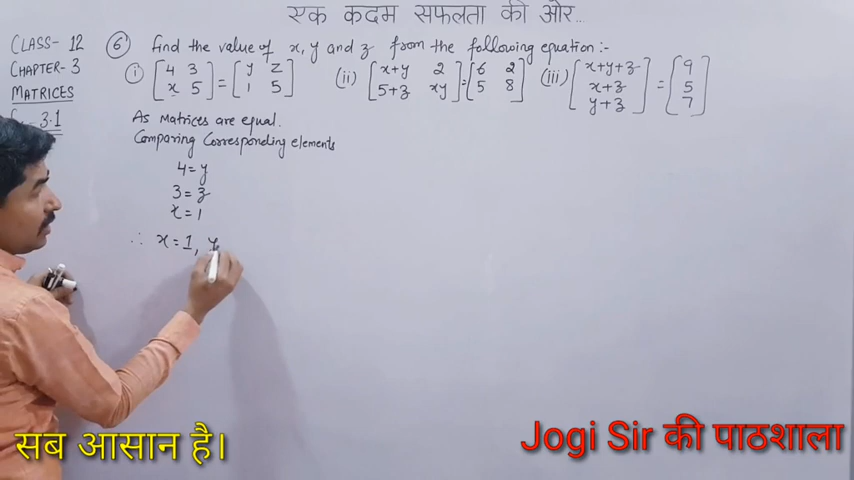 एक कदम सफलता की ओर...
CLASS- 12
CHAPTER-3
MATRICES
3.1
6 Find the value of x, y and z from the following equation :-
(i) [4 3 x 5] = [y z 1 5] (ii) [x+y 2 5+z xy] = [6 2 5 8] (iii) [x+y+z x+z y+z] = [9 5 7]
As Matrices are equal.
Comparing Corresponding elements
4 = y
3 = z
x = 1
∴ x = 1, y
सब आसान है।
Jogi Sir की पाठशाला